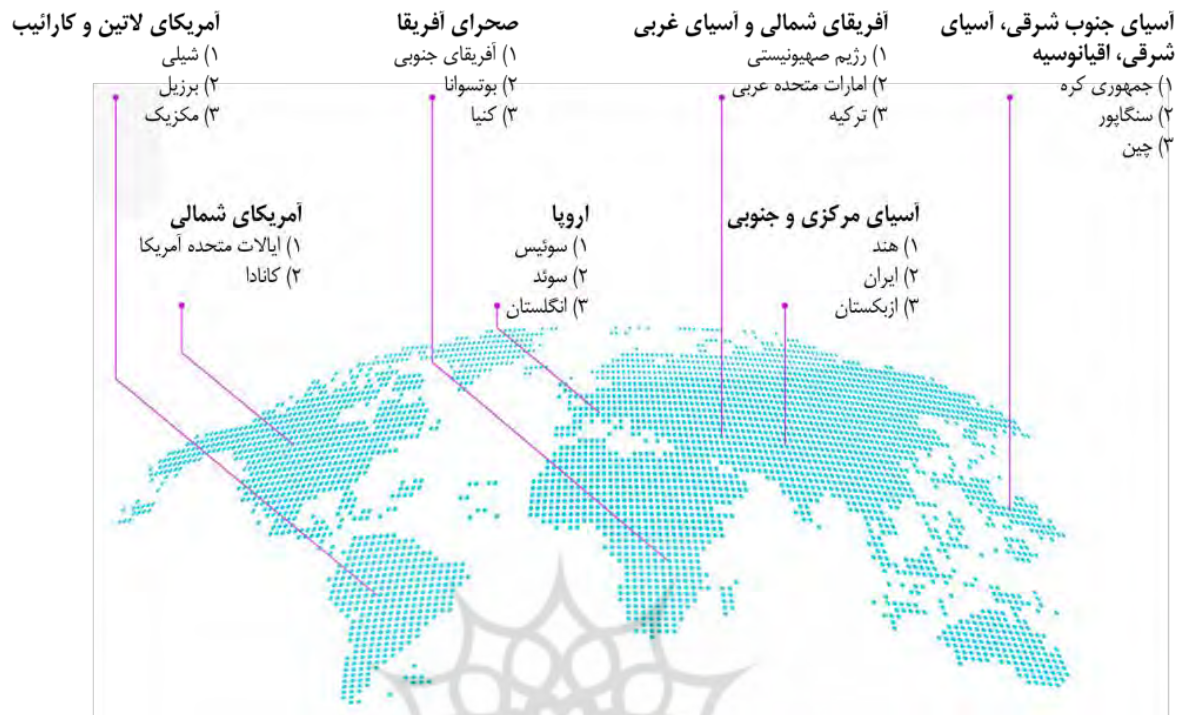 آسیای جنوب شرقی، آسیای
شرقی، اقیانوسیه
۱) جمهوری کره
۲) سنگاپور
۳) چین
آفریقای شمالی و آسیای غربی
۱) رژیم صهیونیستی
۲) امارات متحده عربی
۳) ترکیه
صحرای آفریقا
۱) آفریقای جنوبی
۲) بوتسوانا
۳) کنیا
آمریکای لاتین و کارائیب
۱) شیلی
۲) برزیل
۳) مکزیک
آسیای مرکزی و جنوبی
۱) هند
۲) ایران
۳) ازبکستان
اروپا
۱) سوئیس
۲) سوئد
۳) انگلستان
آمریکای شمالی
۱) ایالات متحده آمریکا
۲) کانادا